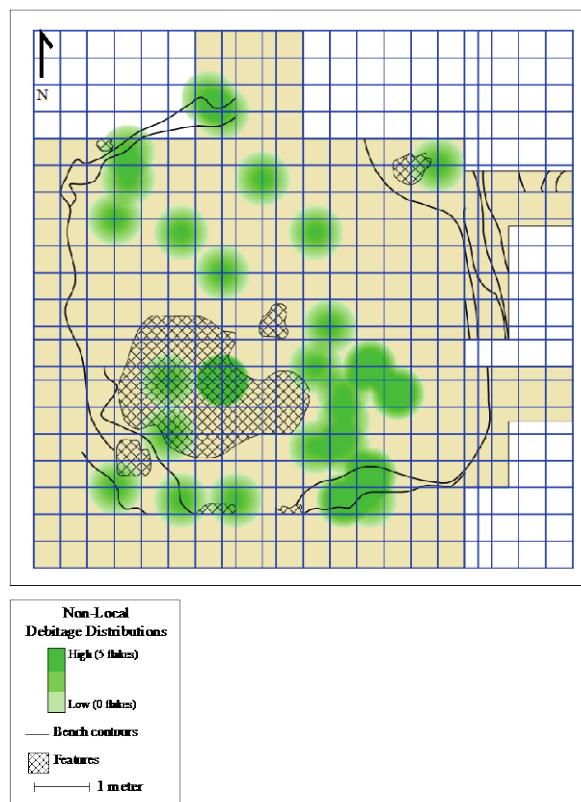 N
Non-Local
Debitage Distributions
High (5 flakes)
Low (0 flakes)
Bench contours
Features
1 meter